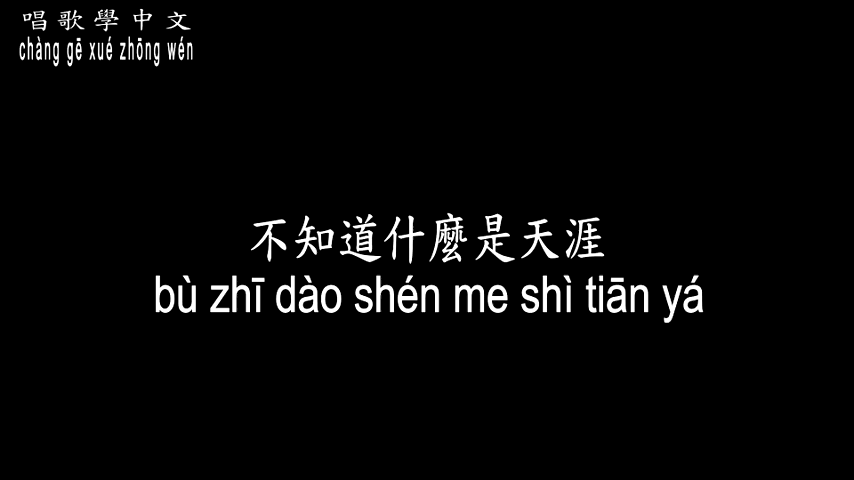 唱歌學中文
chàng gē xué zhōng wén
不知道什麼是天涯
bù zhī dào shén me shì tiān yá